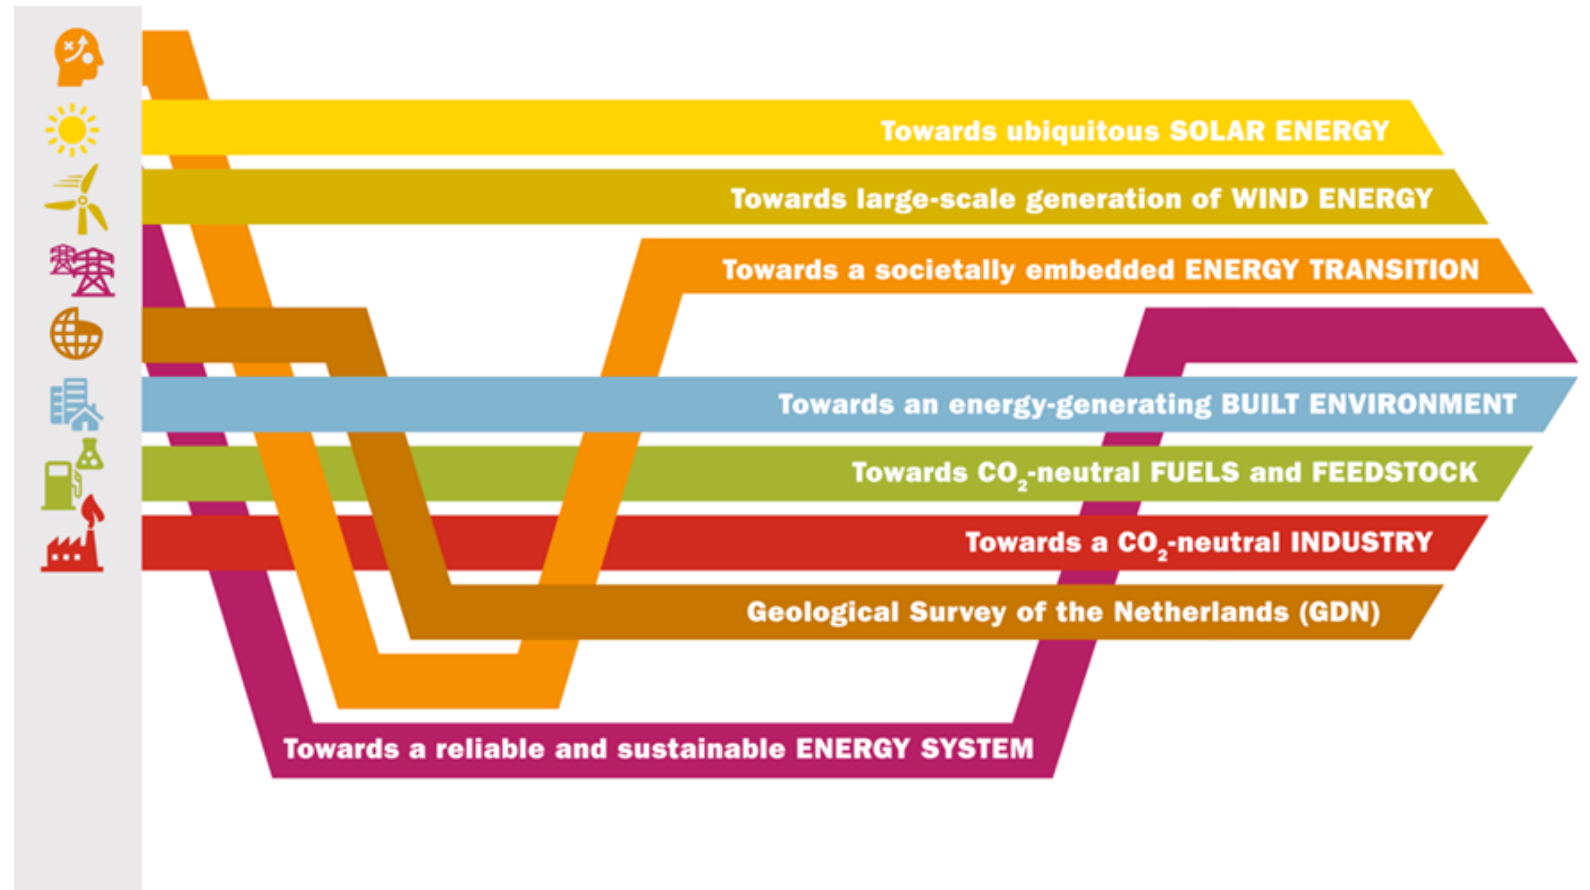 Towards ubiquitous SOLAR ENERGY
Towards large-scale generation of WIND ENERGY
Towards a societally embedded ENERGY TRANSITION
Towards an energy-generating BUILT ENVIRONMENT
Towards CO₂-neutral FUELS and FEEDSTOCK
Towards a CO₂-neutral INDUSTRY
Geological Survey of the Netherlands (GDN)
Towards a reliable and sustainable ENERGY SYSTEM